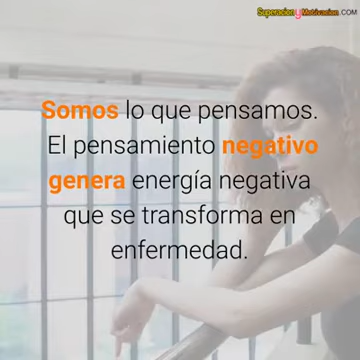 SuperacionyMotivacion.COM
Somos lo que pensamos.
El pensamiento negativo
genera energía negativa
que se transforma en
enfermedad.